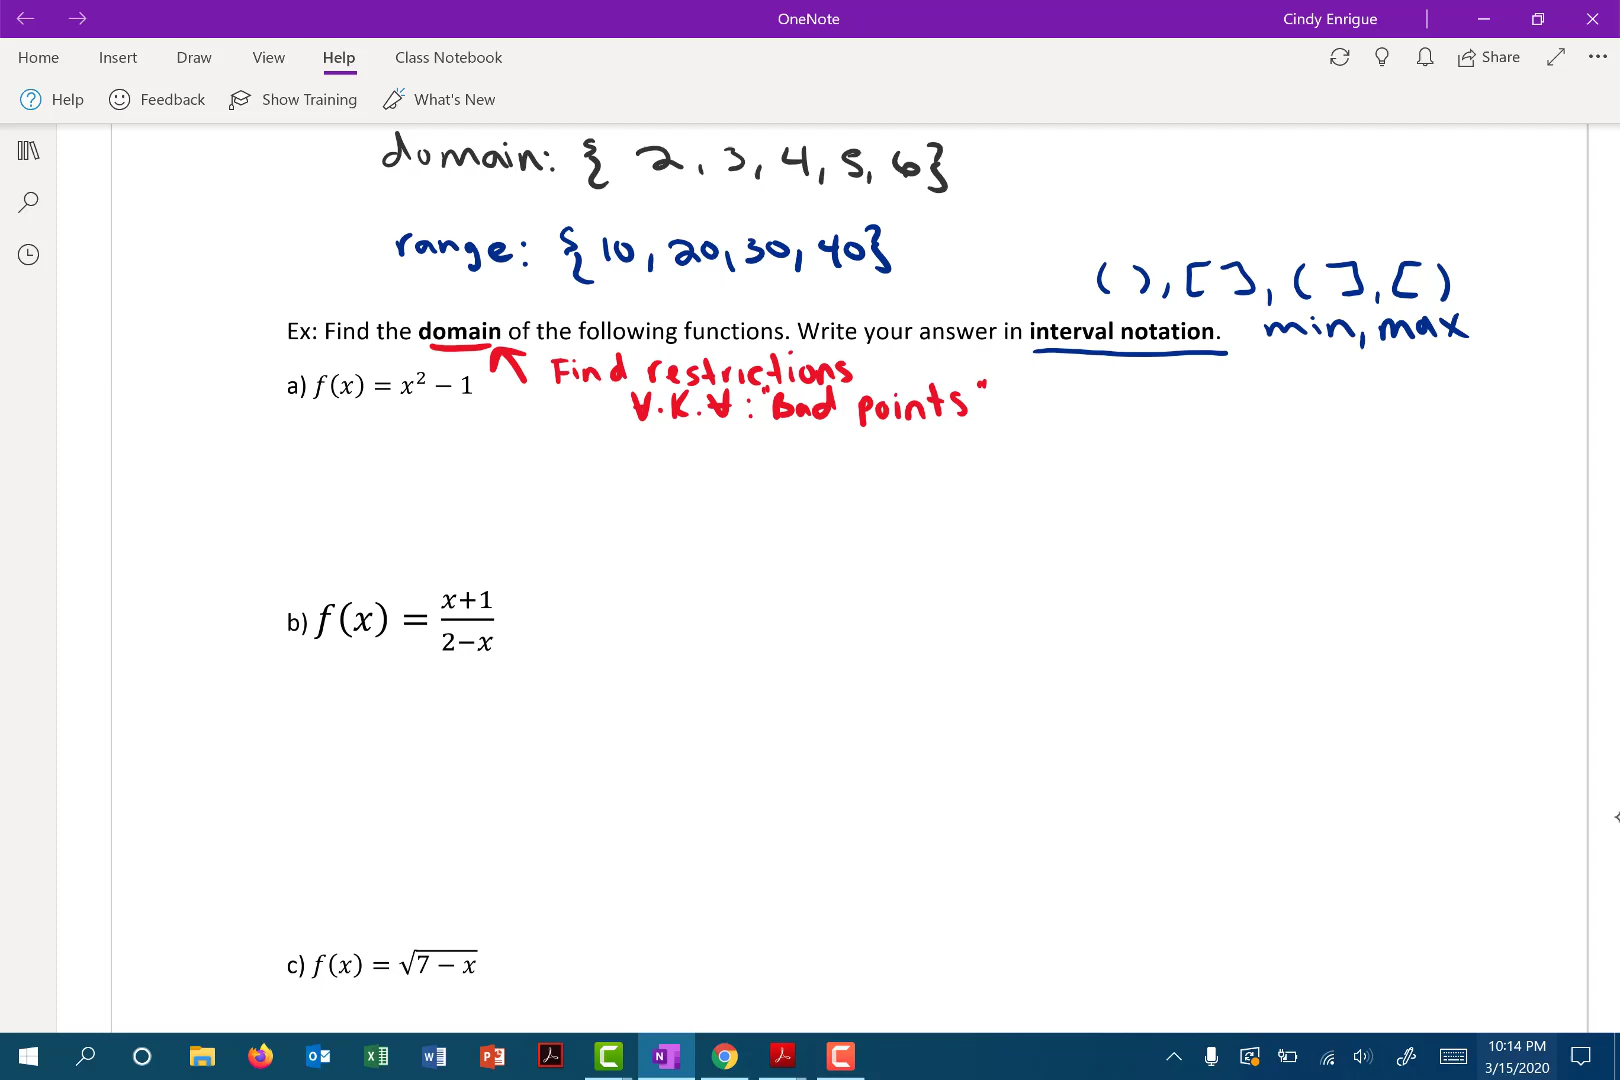 OneNote
Cindy Enrigue
Home Insert Draw View Help Class Notebook
Share
Help Feedback Show Training What's New
domain: { 2, 3, 4, 5, 6}
range: {10, 20, 30, 40}
( ), [ ], ( ], [ )
min, max
Ex: Find the domain of the following functions. Write your answer in interval notation.
Find restrictions
∀.K.∀: "Bad points"
a) f(x) = x² − 1
b) f(x) = \frac{x+1}{2−x}
c) f(x) = √(7 − x)
10:14 PM
3/15/2020